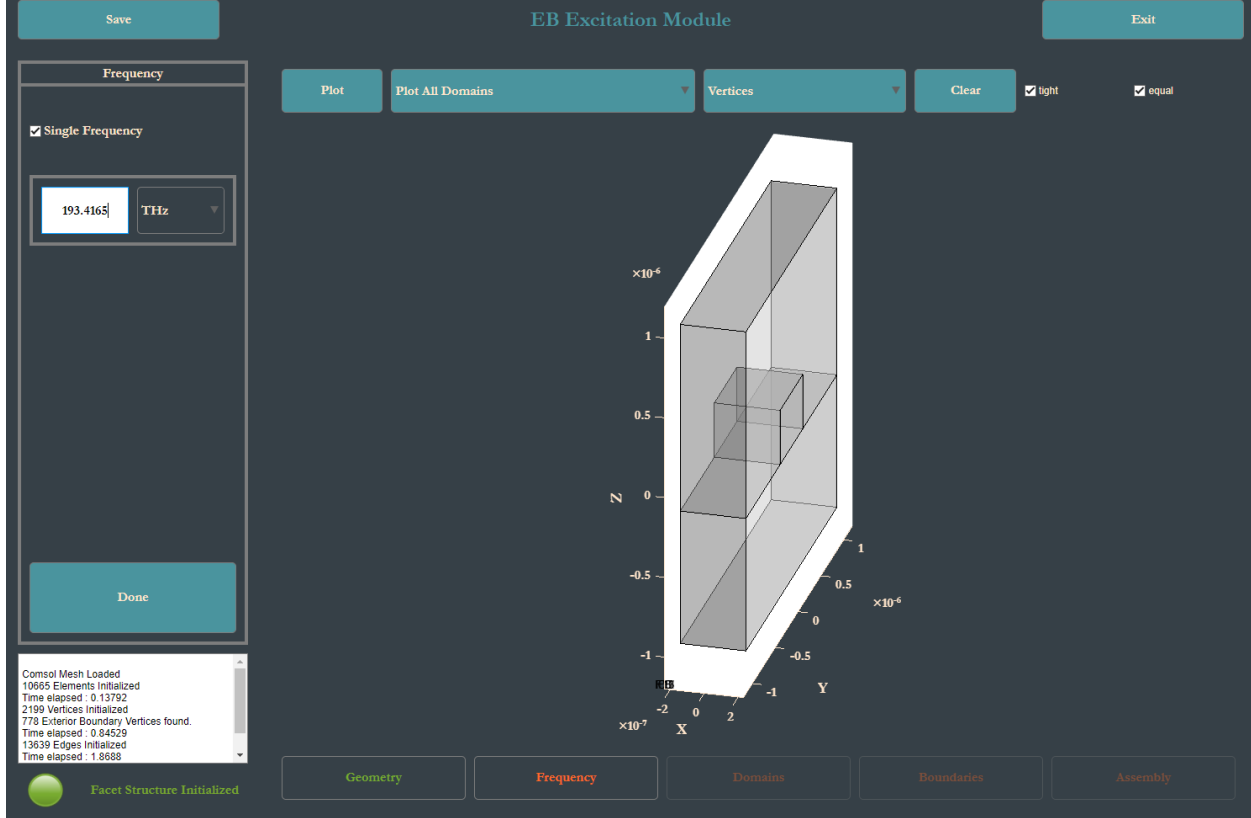 Save
EB Excitation Module
Exit
Frequency
Plot
Plot All Domains
Vertices
Clear
tight
equal
Single Frequency
193.4165
THz
×10⁻⁶
1
0.5
Z
0
-0.5
-1
1
0.5
×10⁻⁶
0
-0.5
-1
Y
-2
0
2
×10⁻⁷
X
Done
Comsol Mesh Loaded
10665 Elements Initialized
Time elapsed : 0.13792
2199 Vertices Initialized
778 Exterior Boundary Vertices found.
Time elapsed : 0.84529
13639 Edges Initialized
Time elapsed : 1.8688
Facet Structure Initialized
Geometry
Frequency
Domains
Boundaries
Assembly